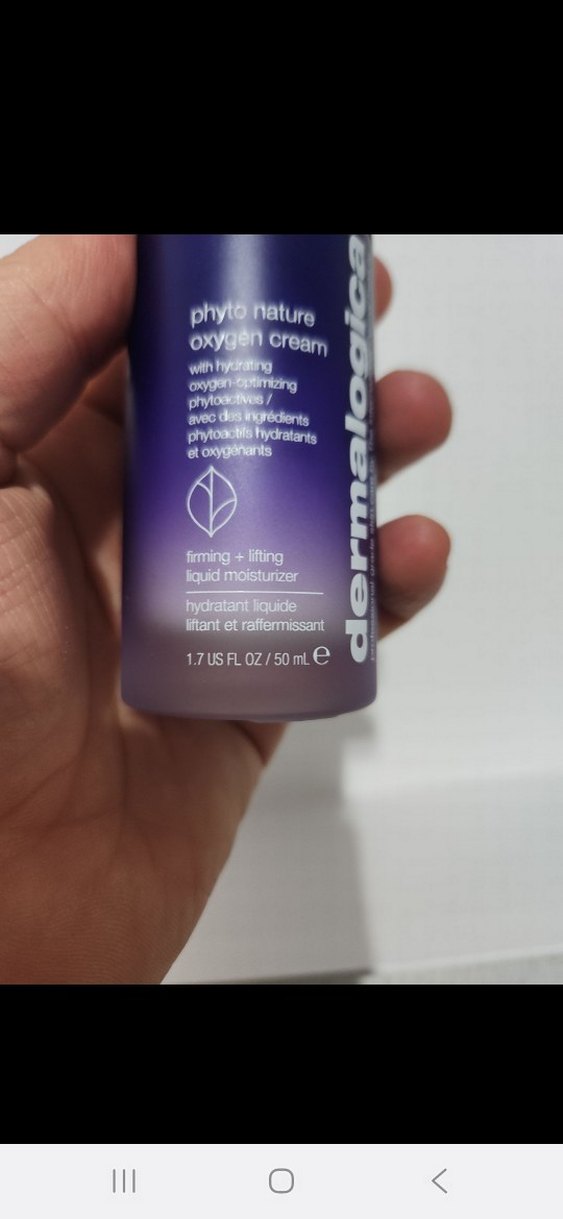 phyto nature
oxygen cream
with hydrating
oxygen-optimizing
phytoactives /
avec des ingrédients
phytoactifs hydratants
et oxygénants
firming + lifting
liquid moisturizer
hydratant liquide
liftant et raffermissant
1.7 US FL OZ / 50 mL ℮
dermalogica